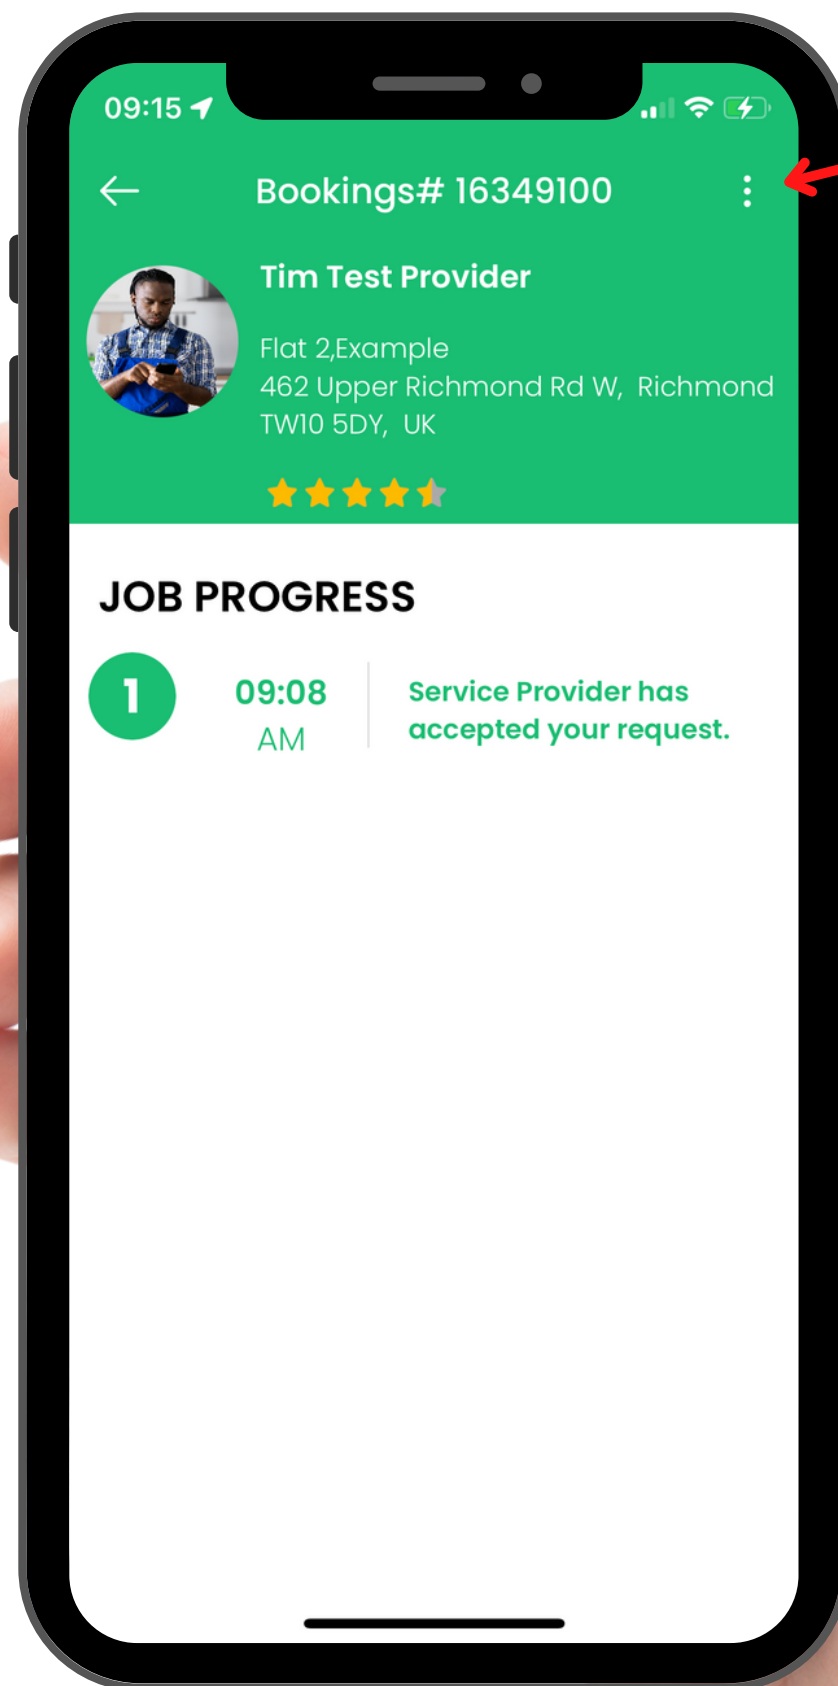 09:15
Bookings# 16349100
Tim Test Provider
Flat 2,Example
462 Upper Richmond Rd W, Richmond
TW10 5DY, UK
JOB PROGRESS
1
09:08
AM
Service Provider has
accepted your request.